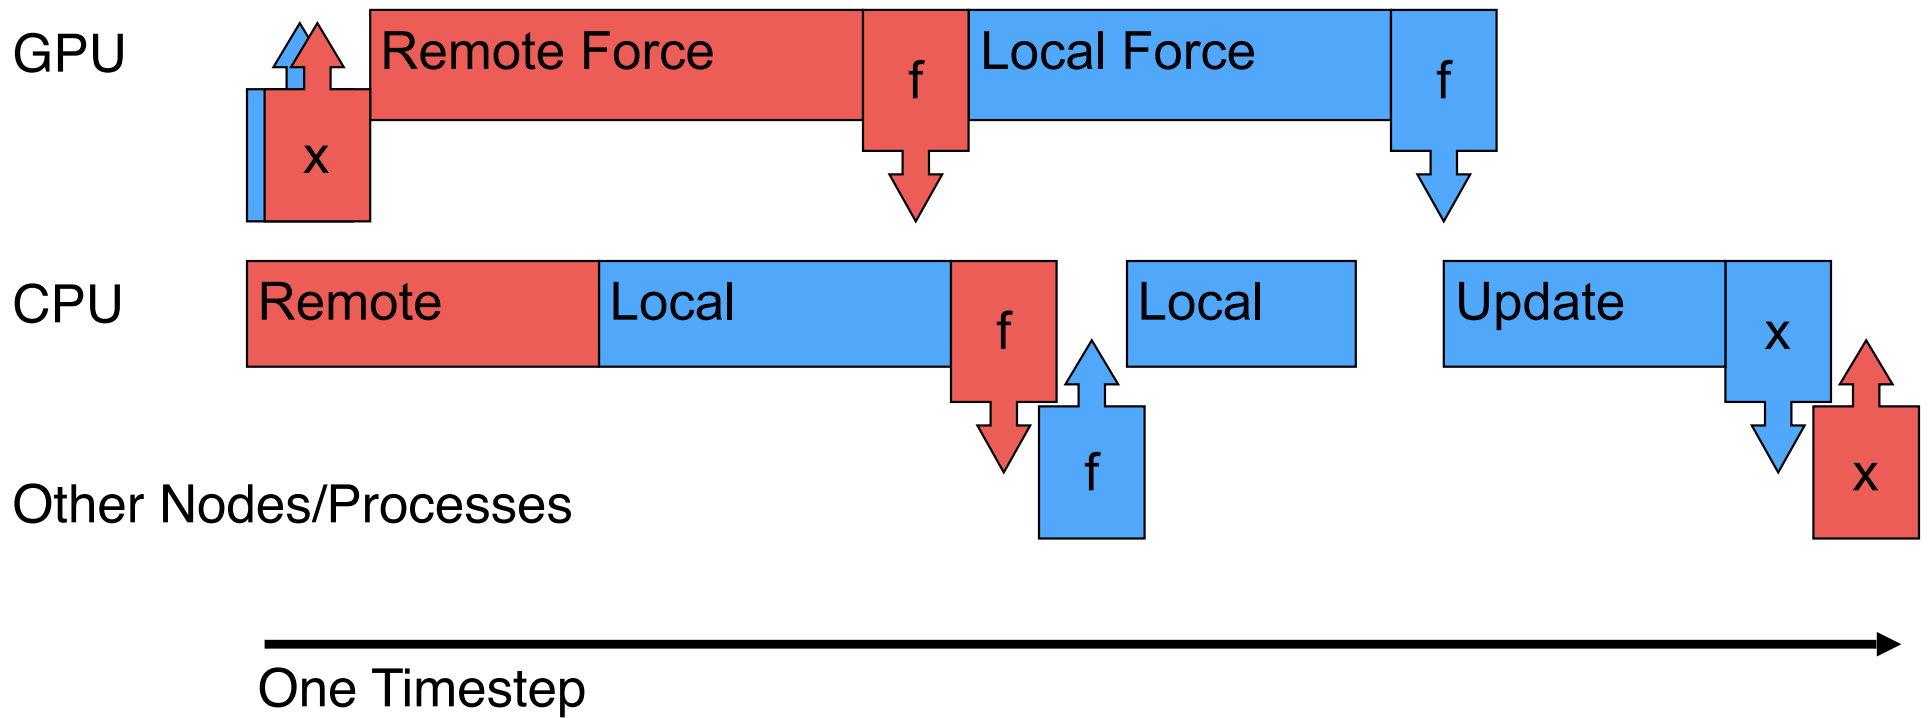 GPU
Remote Force
f
Local Force
f
x
CPU
Remote
Local
f
Local
Update
x
f
x
Other Nodes/Processes
One Timestep